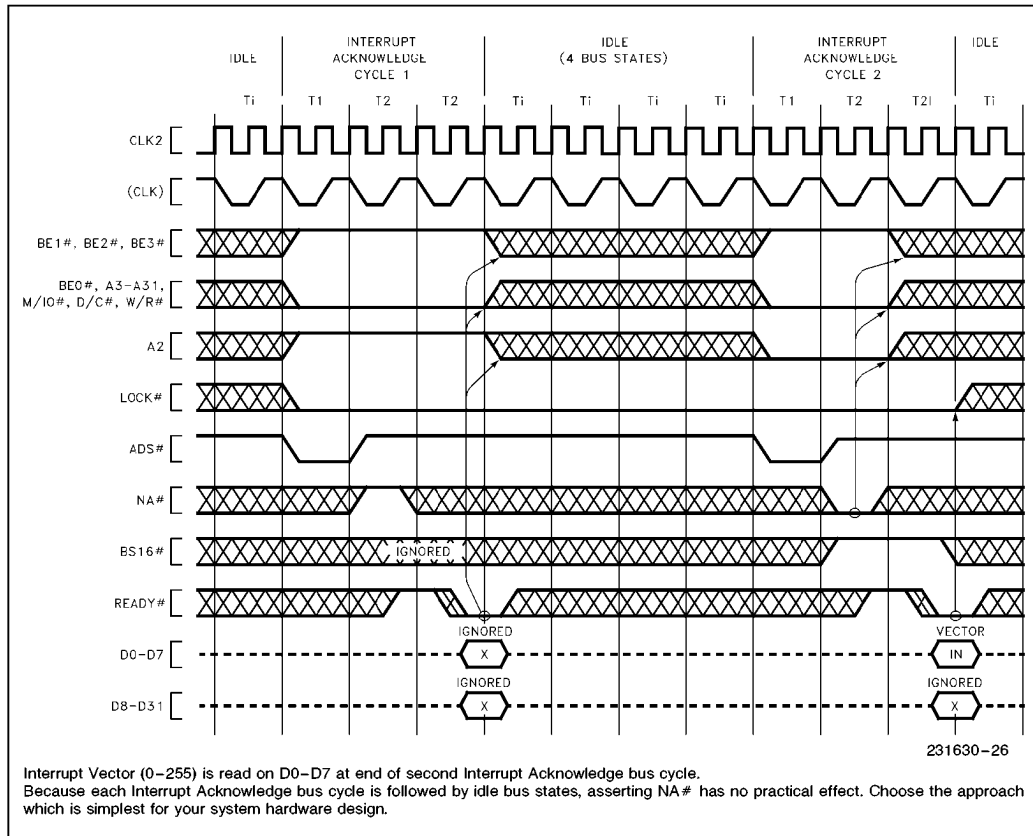 IDLE
INTERRUPT
ACKNOWLEDGE
CYCLE 1
IDLE
(4 BUS STATES)
INTERRUPT
ACKNOWLEDGE
CYCLE 2
IDLE
Ti T1 T2 T2 Ti Ti Ti Ti T1 T2 T2I Ti
CLK2
(CLK)
BE1#, BE2#, BE3#
BE0#, A3-A31,
M/IO#, D/C#, W/R#
A2
LOCK#
ADS#
NA#
BS16#
IGNORED
READY#
IGNORED VECTOR
D0-D7 X IN
IGNORED IGNORED
D8-D31 X X
231630-26
Interrupt Vector (0-255) is read on D0-D7 at end of second Interrupt Acknowledge bus cycle.
Because each Interrupt Acknowledge bus cycle is followed by idle bus states, asserting NA# has no practical effect. Choose the approach
which is simplest for your system hardware design.